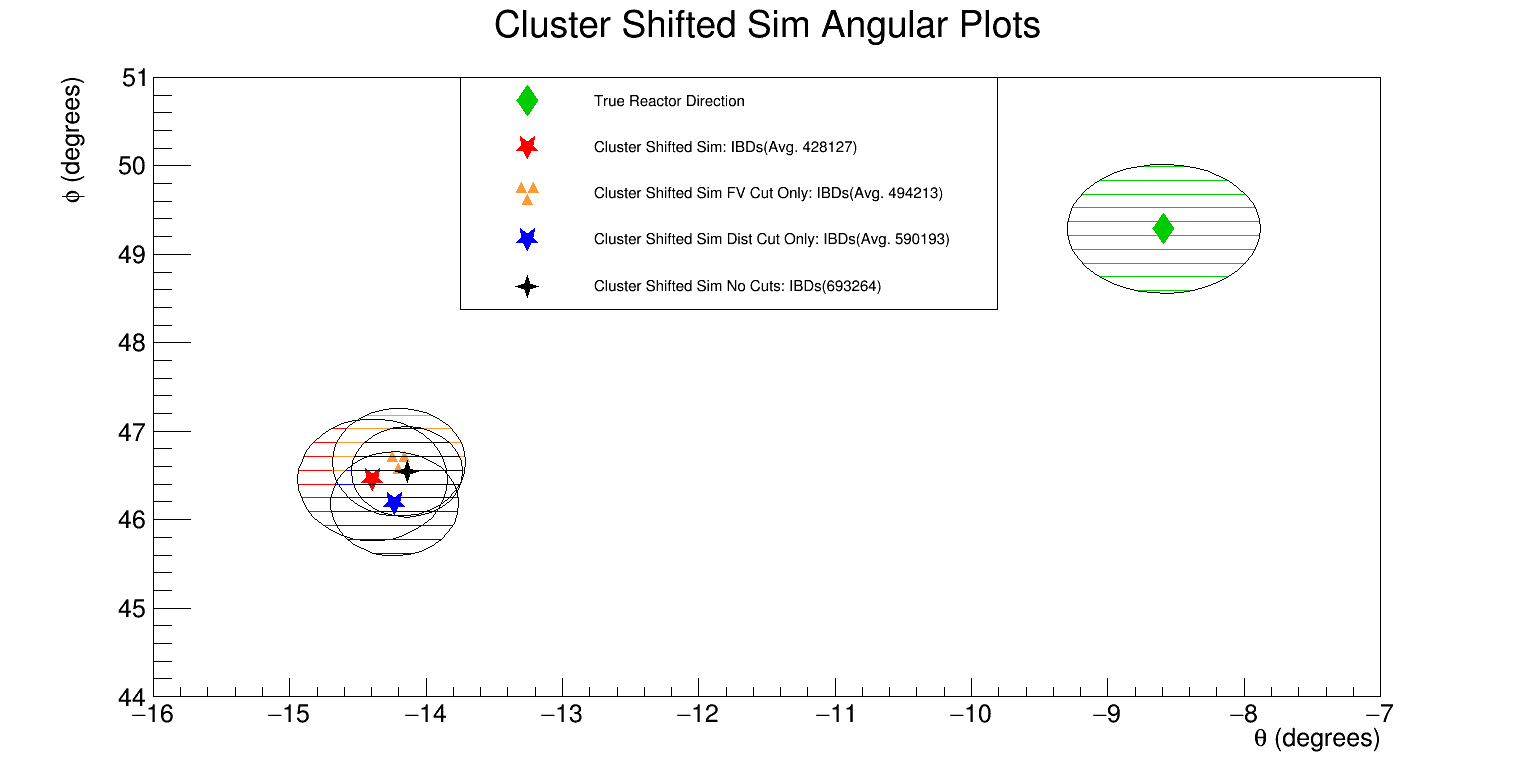 Cluster Shifted Sim Angular Plots
φ (degrees)
51
50
49
48
47
46
45
44
True Reactor Direction
Cluster Shifted Sim: IBDs(Avg. 428127)
Cluster Shifted Sim FV Cut Only: IBDs(Avg. 494213)
Cluster Shifted Sim Dist Cut Only: IBDs(Avg. 590193)
Cluster Shifted Sim No Cuts: IBDs(693264)
−16 −15 −14 −13 −12 −11 −10 −9 −8 −7
θ (degrees)